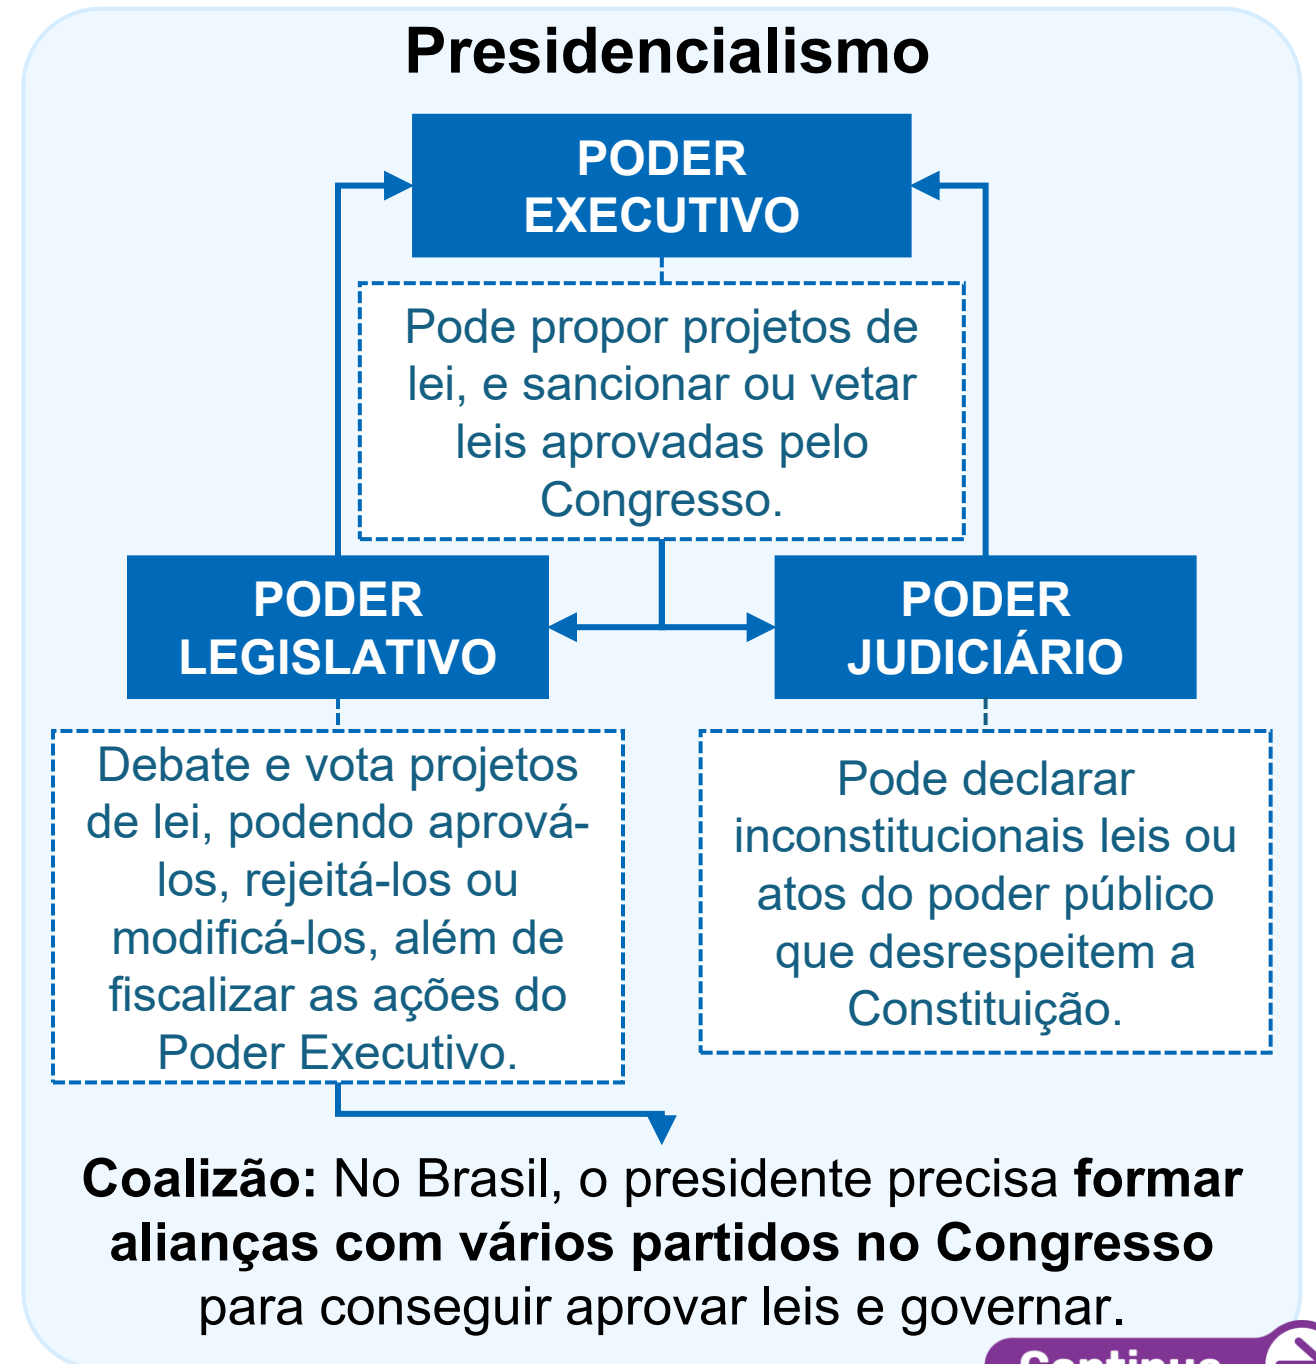 Presidencialismo
PODER
EXECUTIVO
Pode propor projetos de
lei, e sancionar ou vetar
leis aprovadas pelo
Congresso.
PODER
LEGISLATIVO
PODER
JUDICIÁRIO
Debate e vota projetos
de lei, podendo aprová-
los, rejeitá-los ou
modificá-los, além de
fiscalizar as ações do
Poder Executivo.
Pode declarar
inconstitucionais leis ou
atos do poder público
que desrespeitem a
Constituição.
Coalizão: No Brasil, o presidente precisa formar
alianças com vários partidos no Congresso
para conseguir aprovar leis e governar.